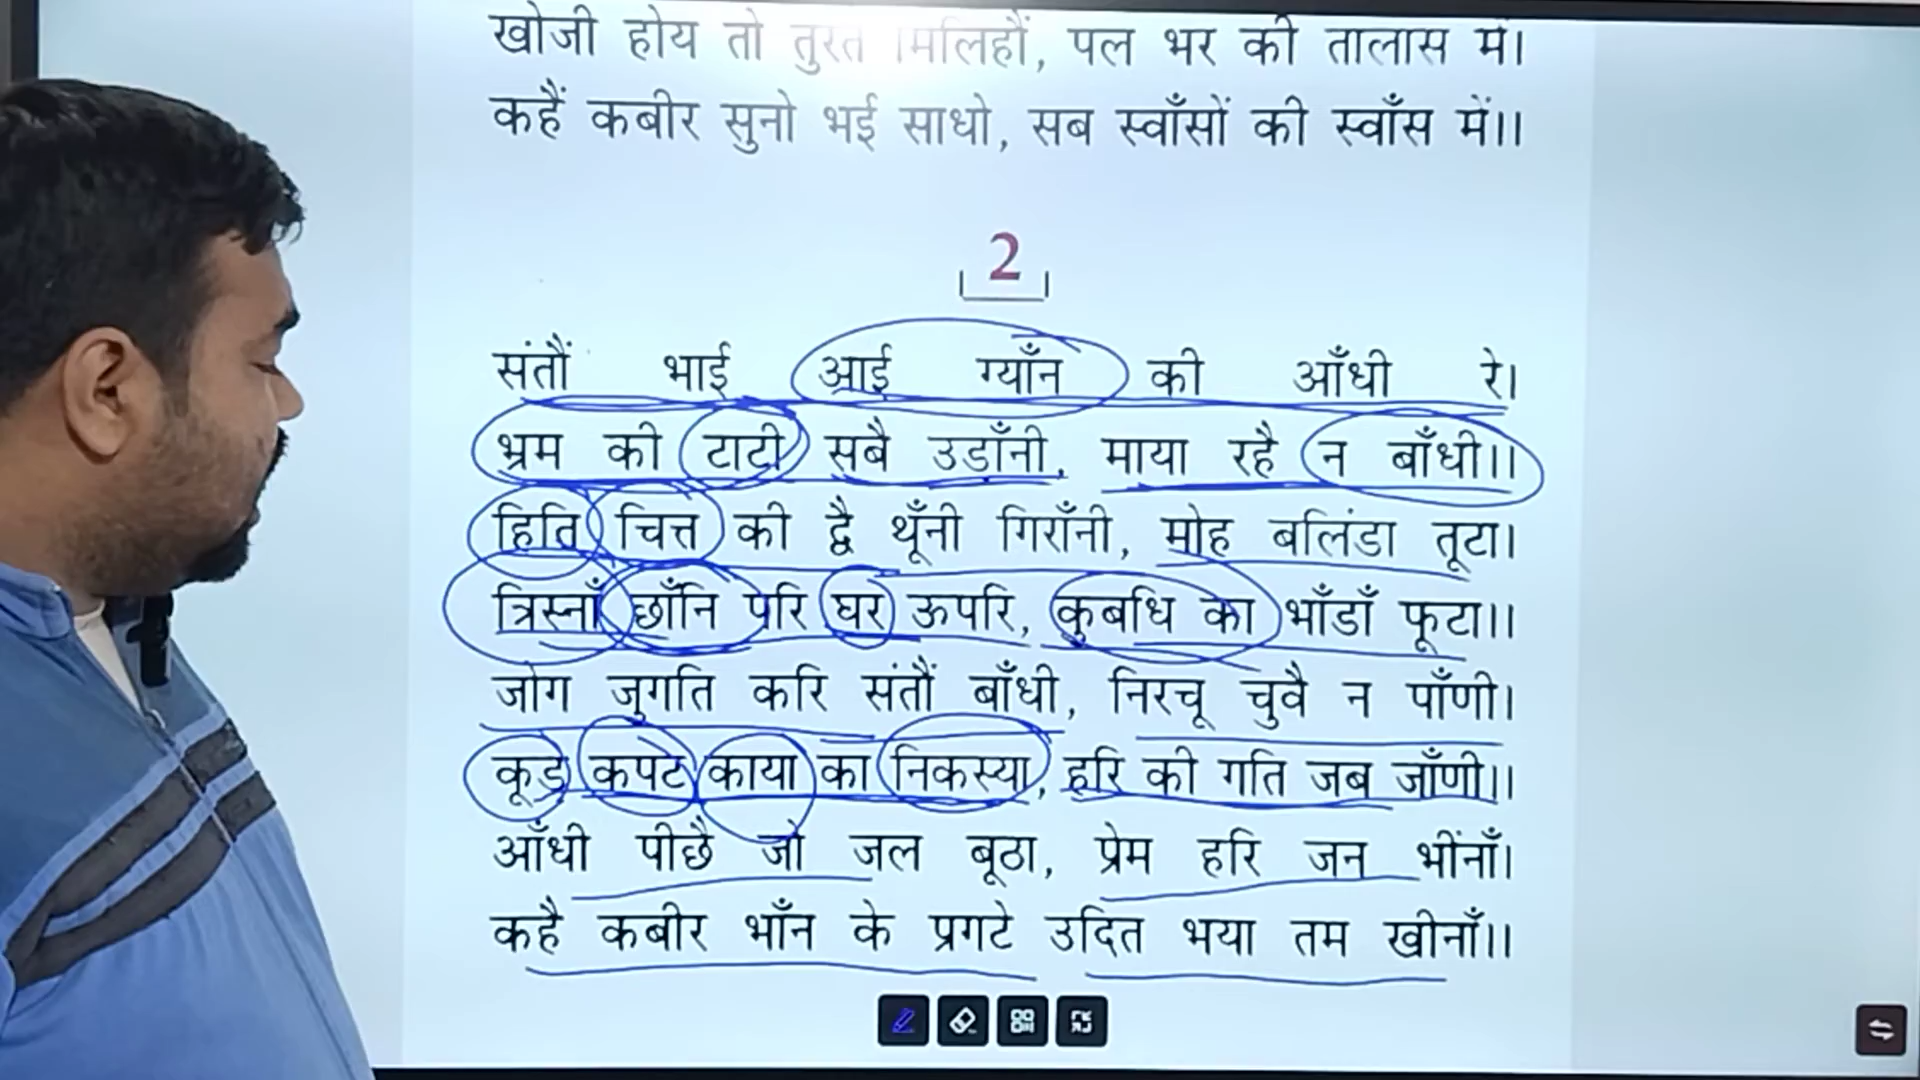 खोजी होय तो तुरत मिलिहौं, पल भर की तालास में।
कहैं कबीर सुनो भई साधो, सब स्वाँसों की स्वाँस में।।
2
संतौं भाई आई ग्याँन की आँधी रे।
भ्रम की टाटी सबै उडाँनी, माया रहै न बाँधी।।
हिति चित्त की द्वै थूँनी गिराँनी, मोह बलिंडा तूटा।
त्रिस्नाँ छाँनि परि घर ऊपरि, कुबधि का भाँडाँ फूटा।।
जोग जुगति करि संतौं बाँधी, निरचू चुवै न पाँणी।
कूड़ कपट काया का निकस्या, हरि की गति जब जाँणी।।
आँधी पीछै जो जल बूठा, प्रेम हरि जन भींनाँ।
कहै कबीर भाँन के प्रगटे उदित भया तम खीनाँ।।